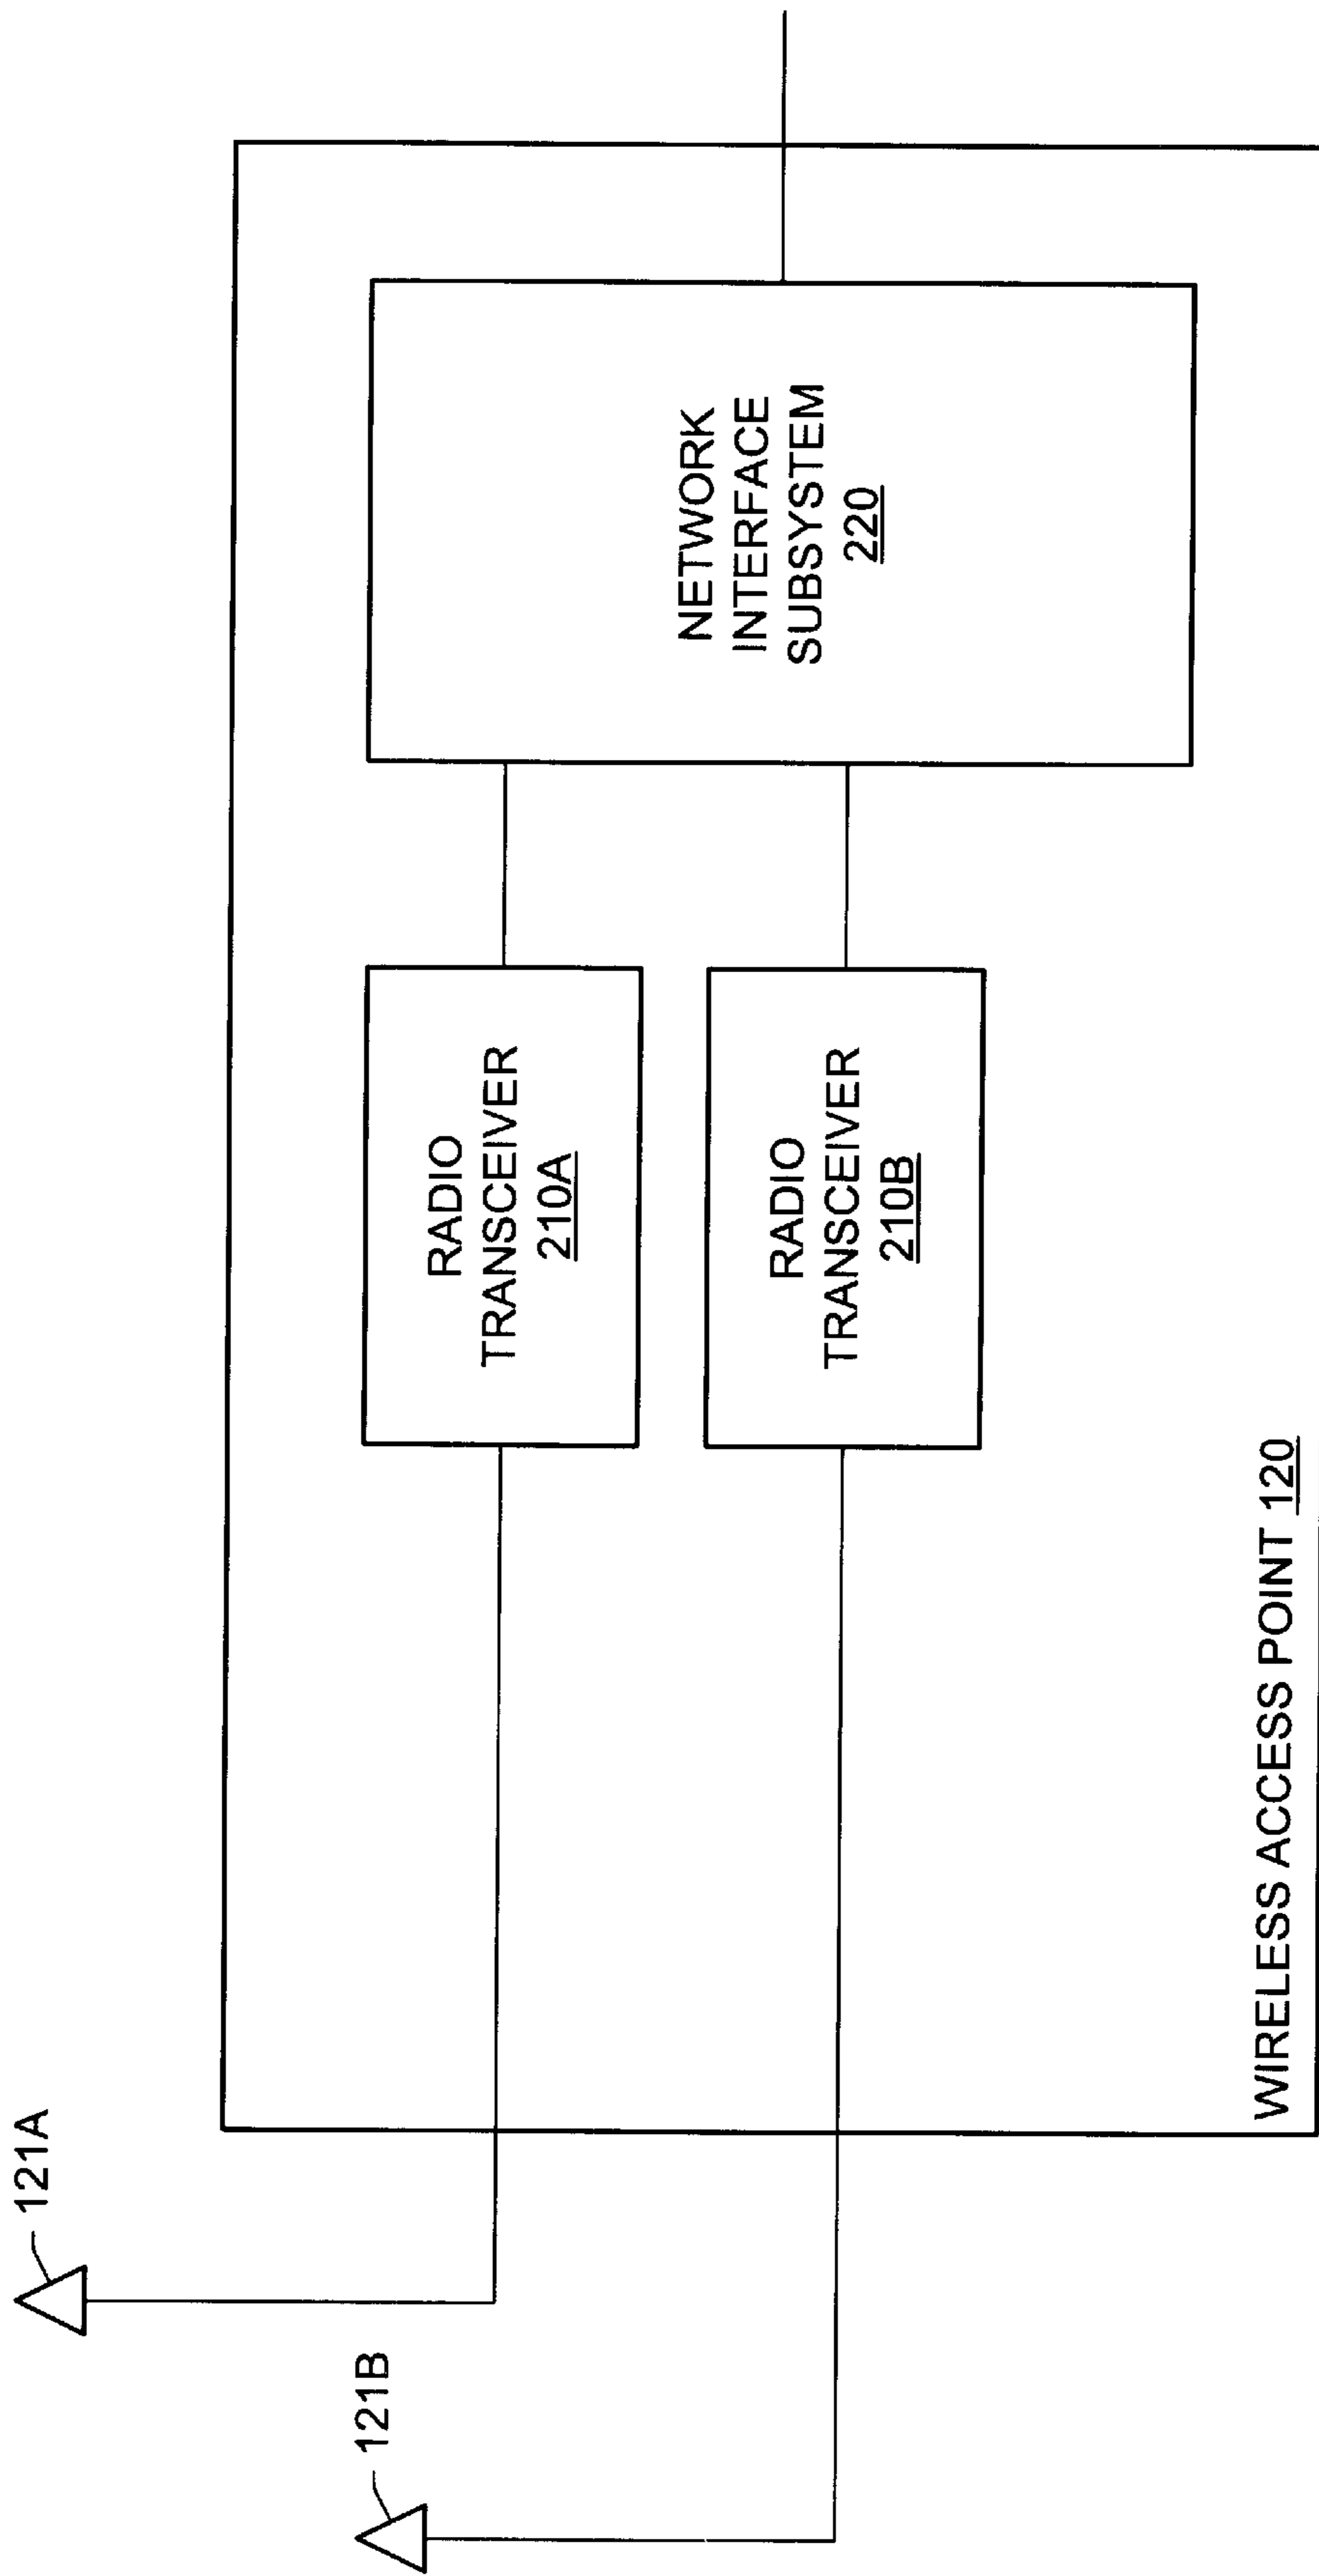 121A
121B
RADIO
TRANSCEIVER
210A
RADIO
TRANSCEIVER
210B
NETWORK
INTERFACE
SUBSYSTEM
220
WIRELESS ACCESS POINT 120